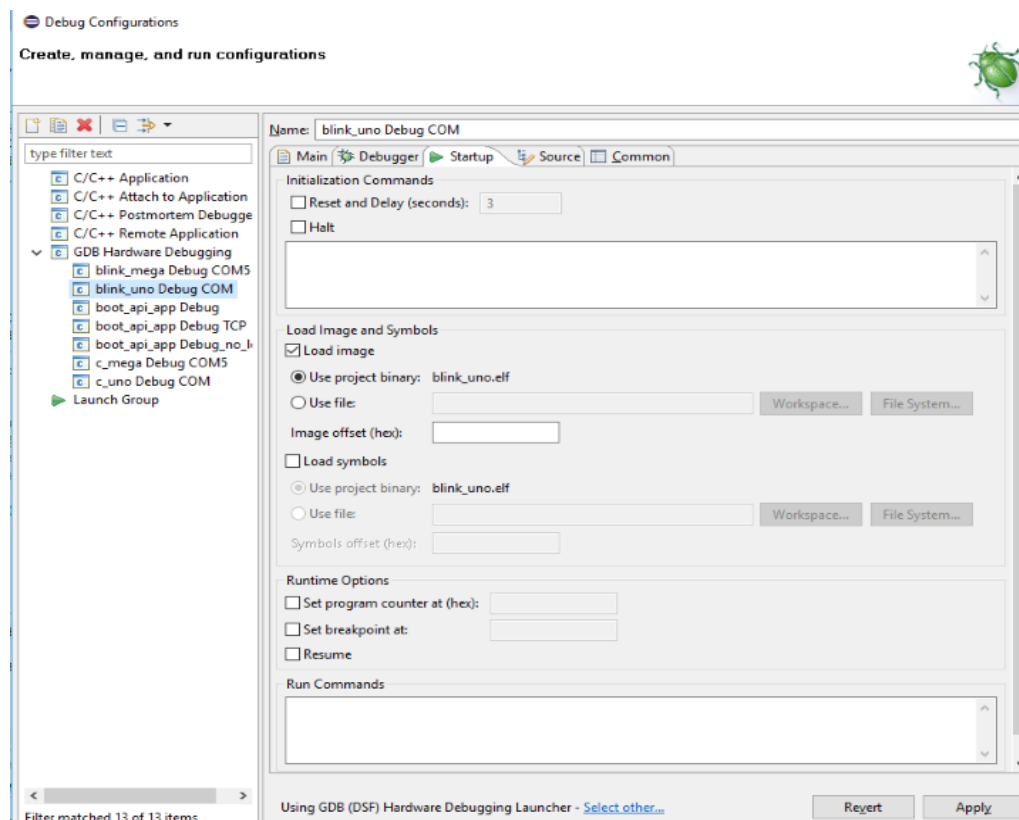 Debug Configurations
Create, manage, and run configurations
type filter text
C/C++ Application
C/C++ Attach to Application
C/C++ Postmortem Debugge
C/C++ Remote Application
GDB Hardware Debugging
blink_mega Debug COM5
blink_uno Debug COM
boot_api_app Debug
boot_api_app Debug TCP
boot_api_app Debug_no_l
c_mega Debug COM5
c_uno Debug COM
Launch Group
Filter matched 13 of 13 items
Name: blink_uno Debug COM
Main Debugger Startup Source Common
Initialization Commands
Reset and Delay (seconds): 3
Halt
Load Image and Symbols
Load image
Use project binary: blink_uno.elf
Use file: Workspace... File System...
Image offset (hex):
Load symbols
Use project binary: blink_uno.elf
Use file: Workspace... File System...
Symbols offset (hex):
Runtime Options
Set program counter at (hex):
Set breakpoint at:
Resume
Run Commands
Using GDB (DSF) Hardware Debugging Launcher - Select other...
Revert Apply